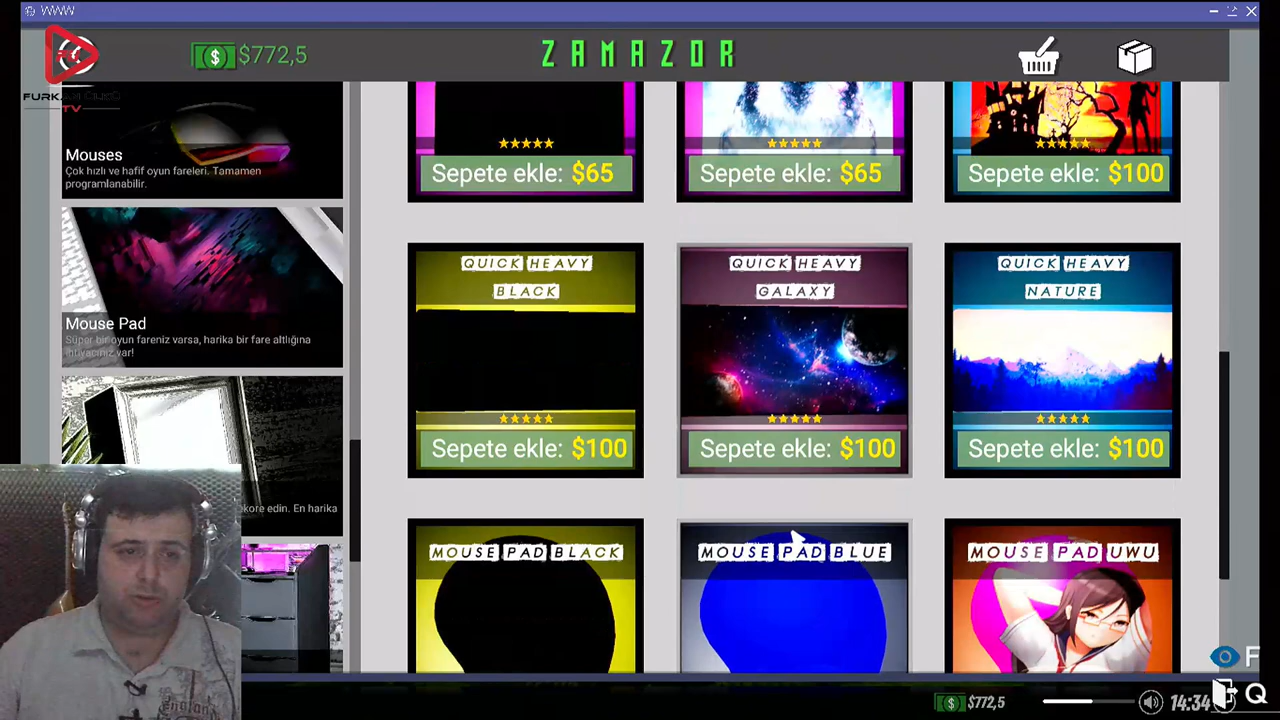 WWW
$772,5
ZAMAZOR
FURKAN
TV
Mouses
Çok hızlı ve hafif oyun fareleri. Tamamen
programlanabilir.
Mouse Pad
Süper bir oyun fareniz varsa, harika bir fare altlığına
ihtiyacınız var!
kore edin. En harika
Sepete ekle: $65
Sepete ekle: $65
Sepete ekle: $100
QUICK HEAVY
BLACK
Sepete ekle: $100
QUICK HEAVY
GALAXY
Sepete ekle: $100
QUICK HEAVY
NATURE
Sepete ekle: $100
MOUSE PAD BLACK
MOUSE PAD BLUE
MOUSE PAD UWU
F
$772,5
14:34
Q